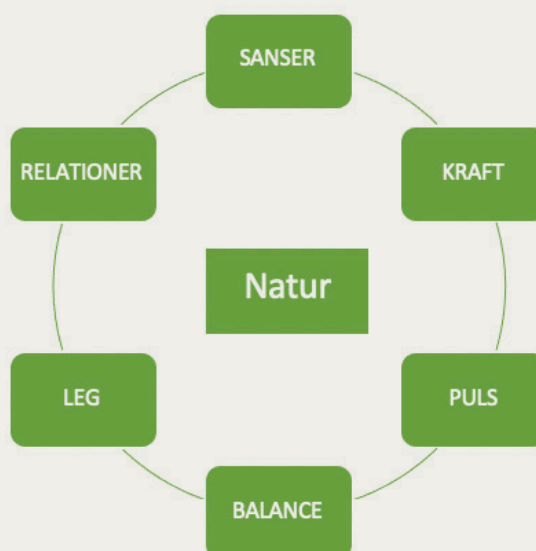 SANSER
RELATIONER
KRAFT
Natur
LEG
PULS
BALANCE